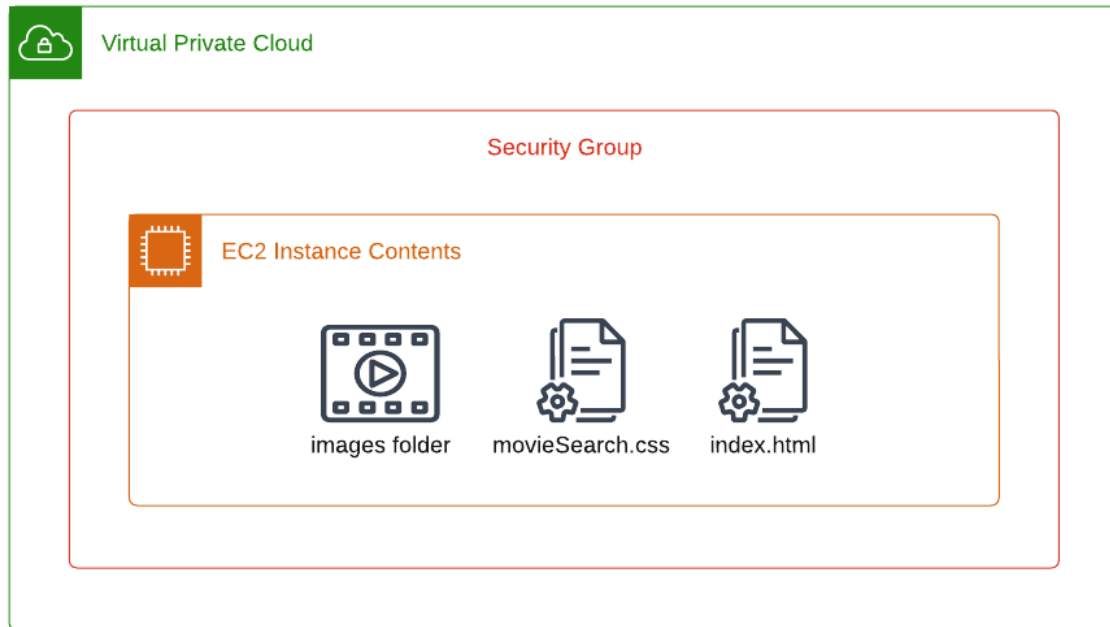 Virtual Private Cloud
Security Group
EC2 Instance Contents
images folder
movieSearch.css
index.html